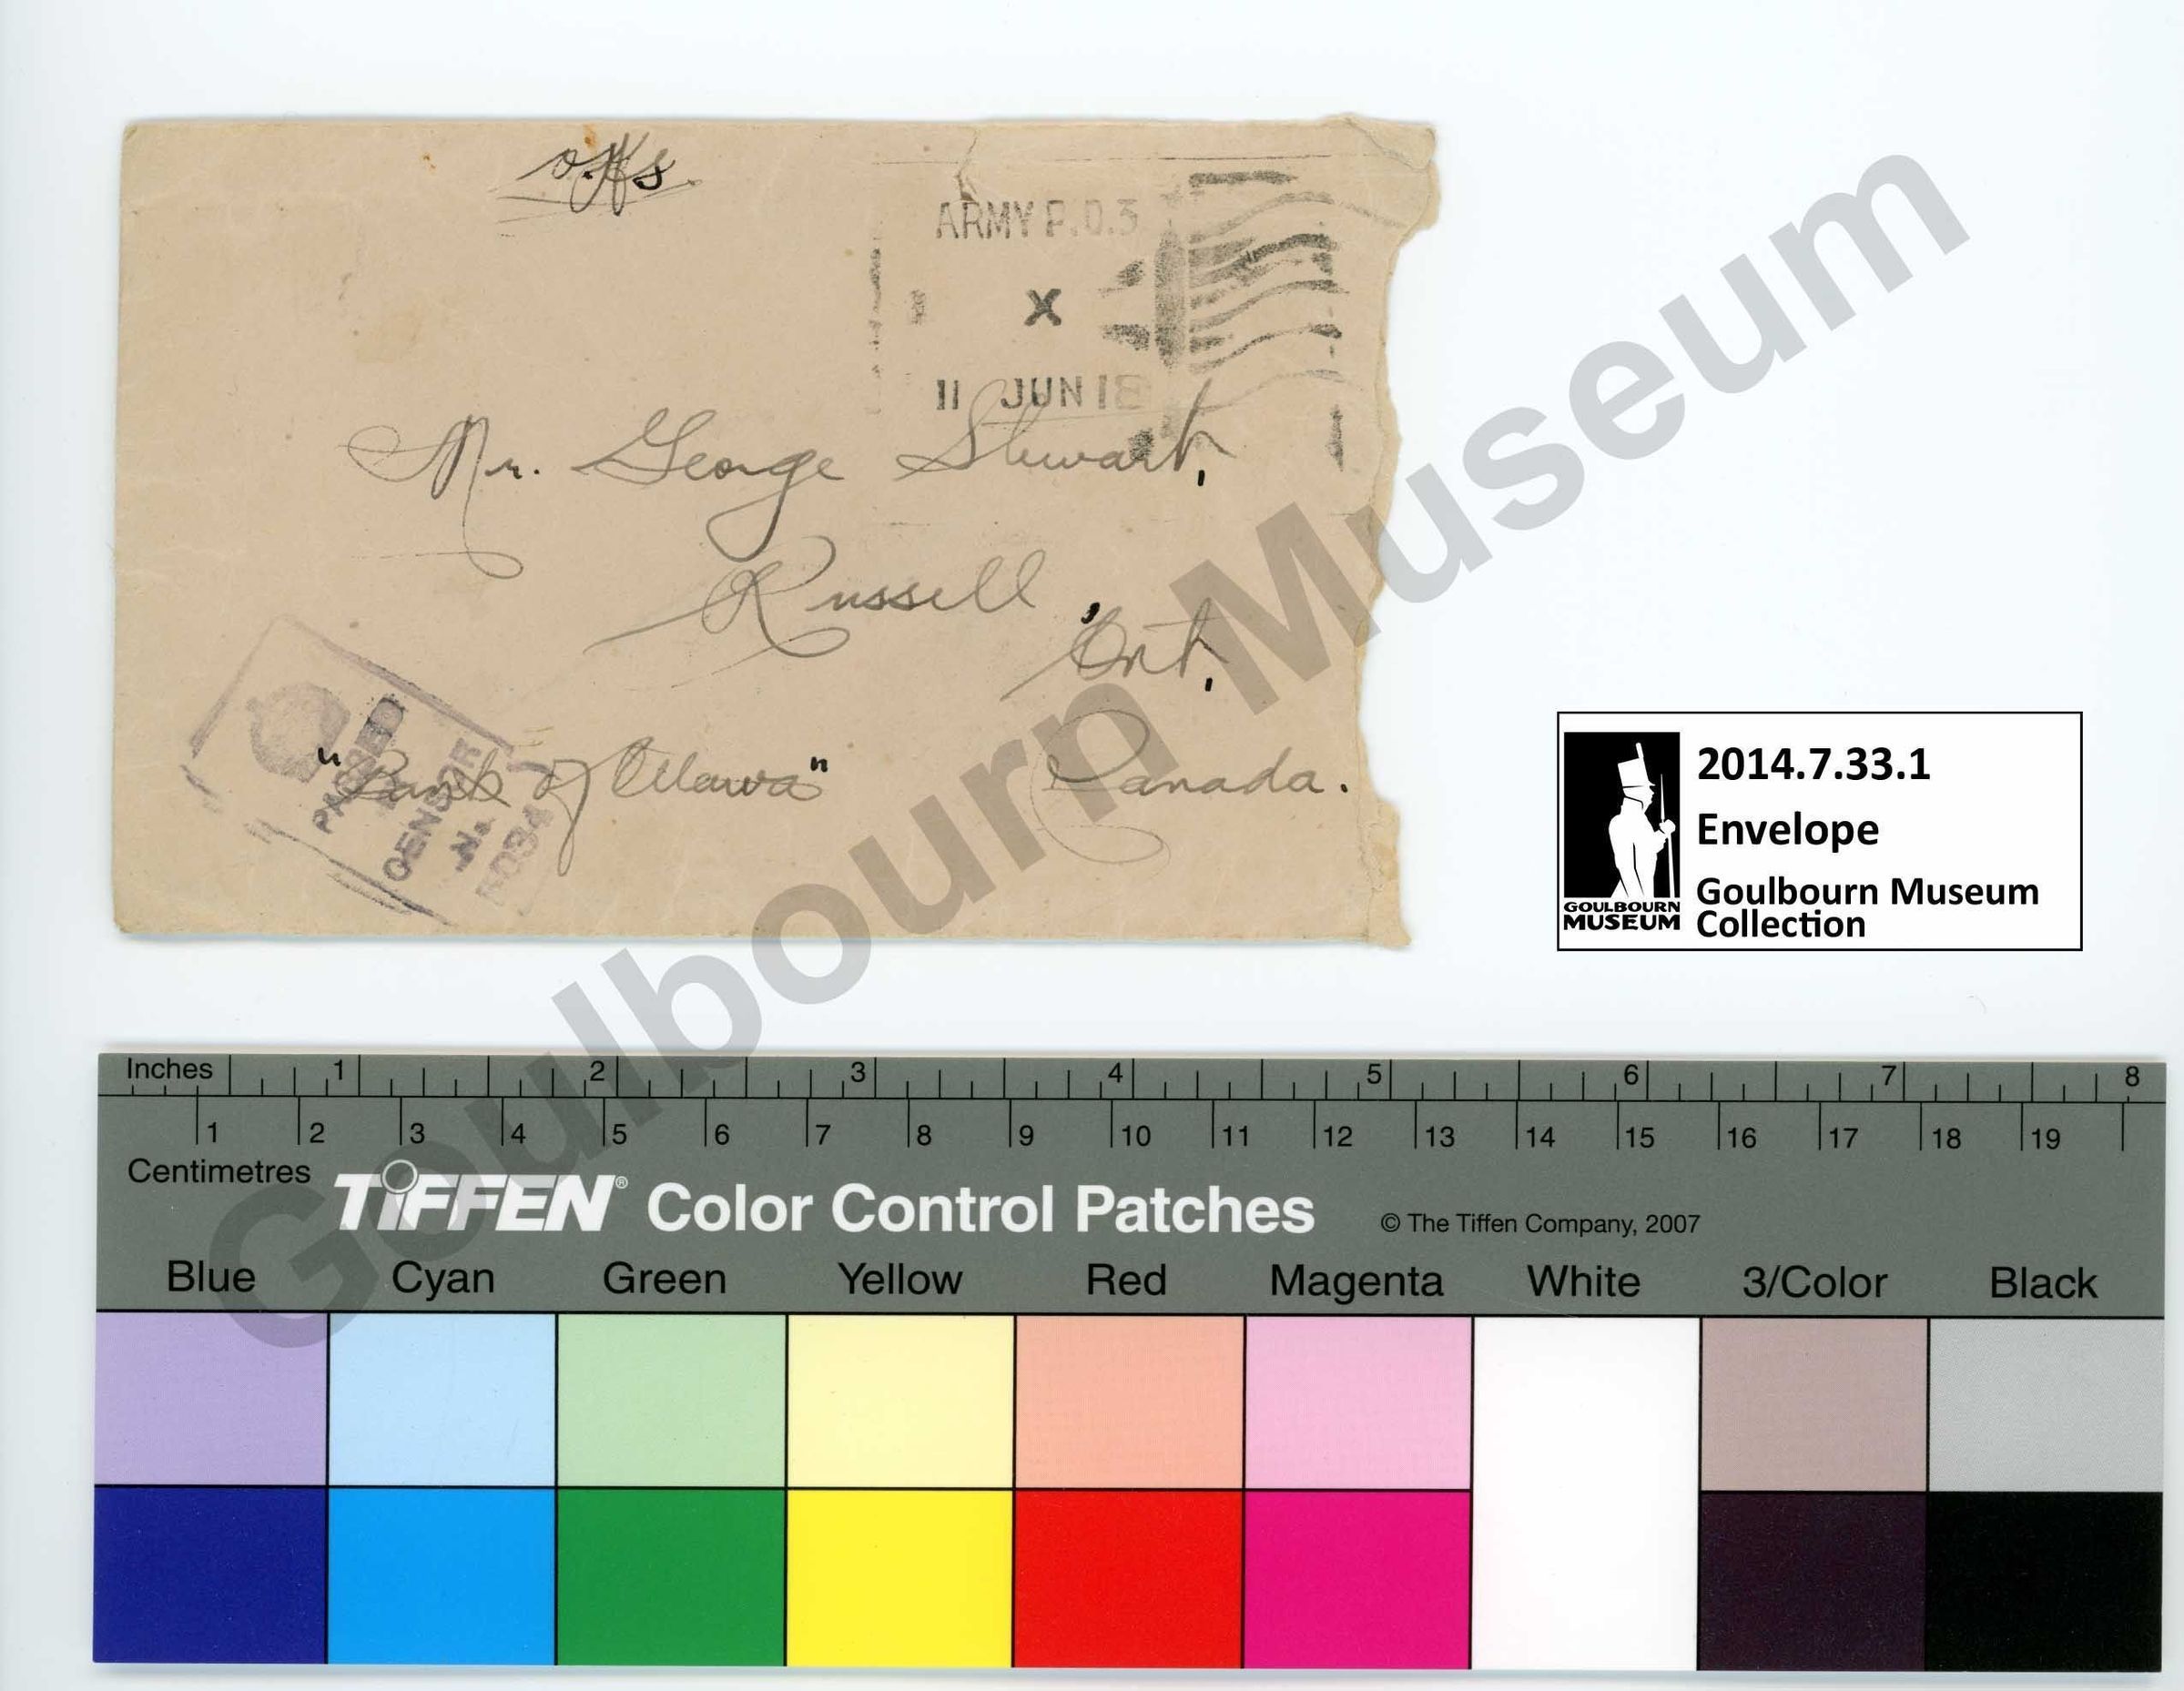 ARMY P.O.3
X
11 JUN 18
Mr. George Stewart,
Russell,
Ont,
"Bank of Ottawa"
Canada.
PASSED
CENSOR
No.
Goulbourn Museum
2014.7.33.1
Envelope
Goulbourn Museum
Collection
GOULBOURN
MUSEUM
Inches 1 2 3 4 5 6 7 8
1 2 3 4 5 6 7 8 9 10 11 12 13 14 15 16 17 18 19
Centimetres
TIFFEN® Color Control Patches © The Tiffen Company, 2007
Blue Cyan Green Yellow Red Magenta White 3/Color Black